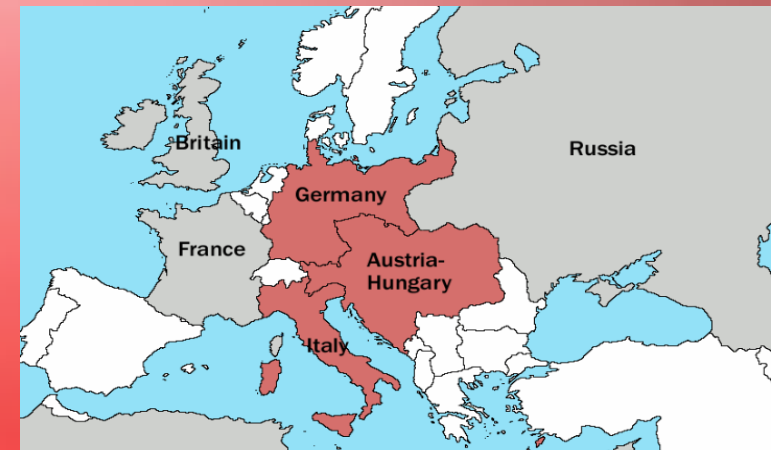 Britain
Russia
Germany
France
Austria-
Hungary
Italy